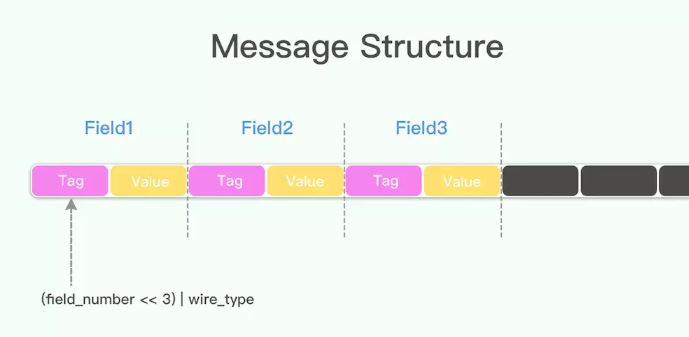 Message Structure
Field1 Field2 Field3
Tag Value Tag Value Tag Value
(field_number << 3) | wire_type